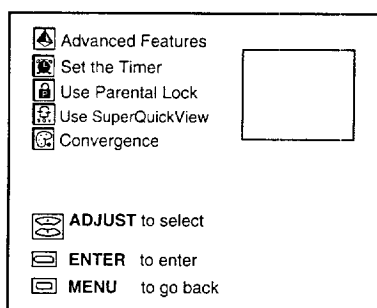 Advanced Features
Set the Timer
Use Parental Lock
Use SuperQuickView
Convergence
ADJUST to select
ENTER to enter
MENU to go back